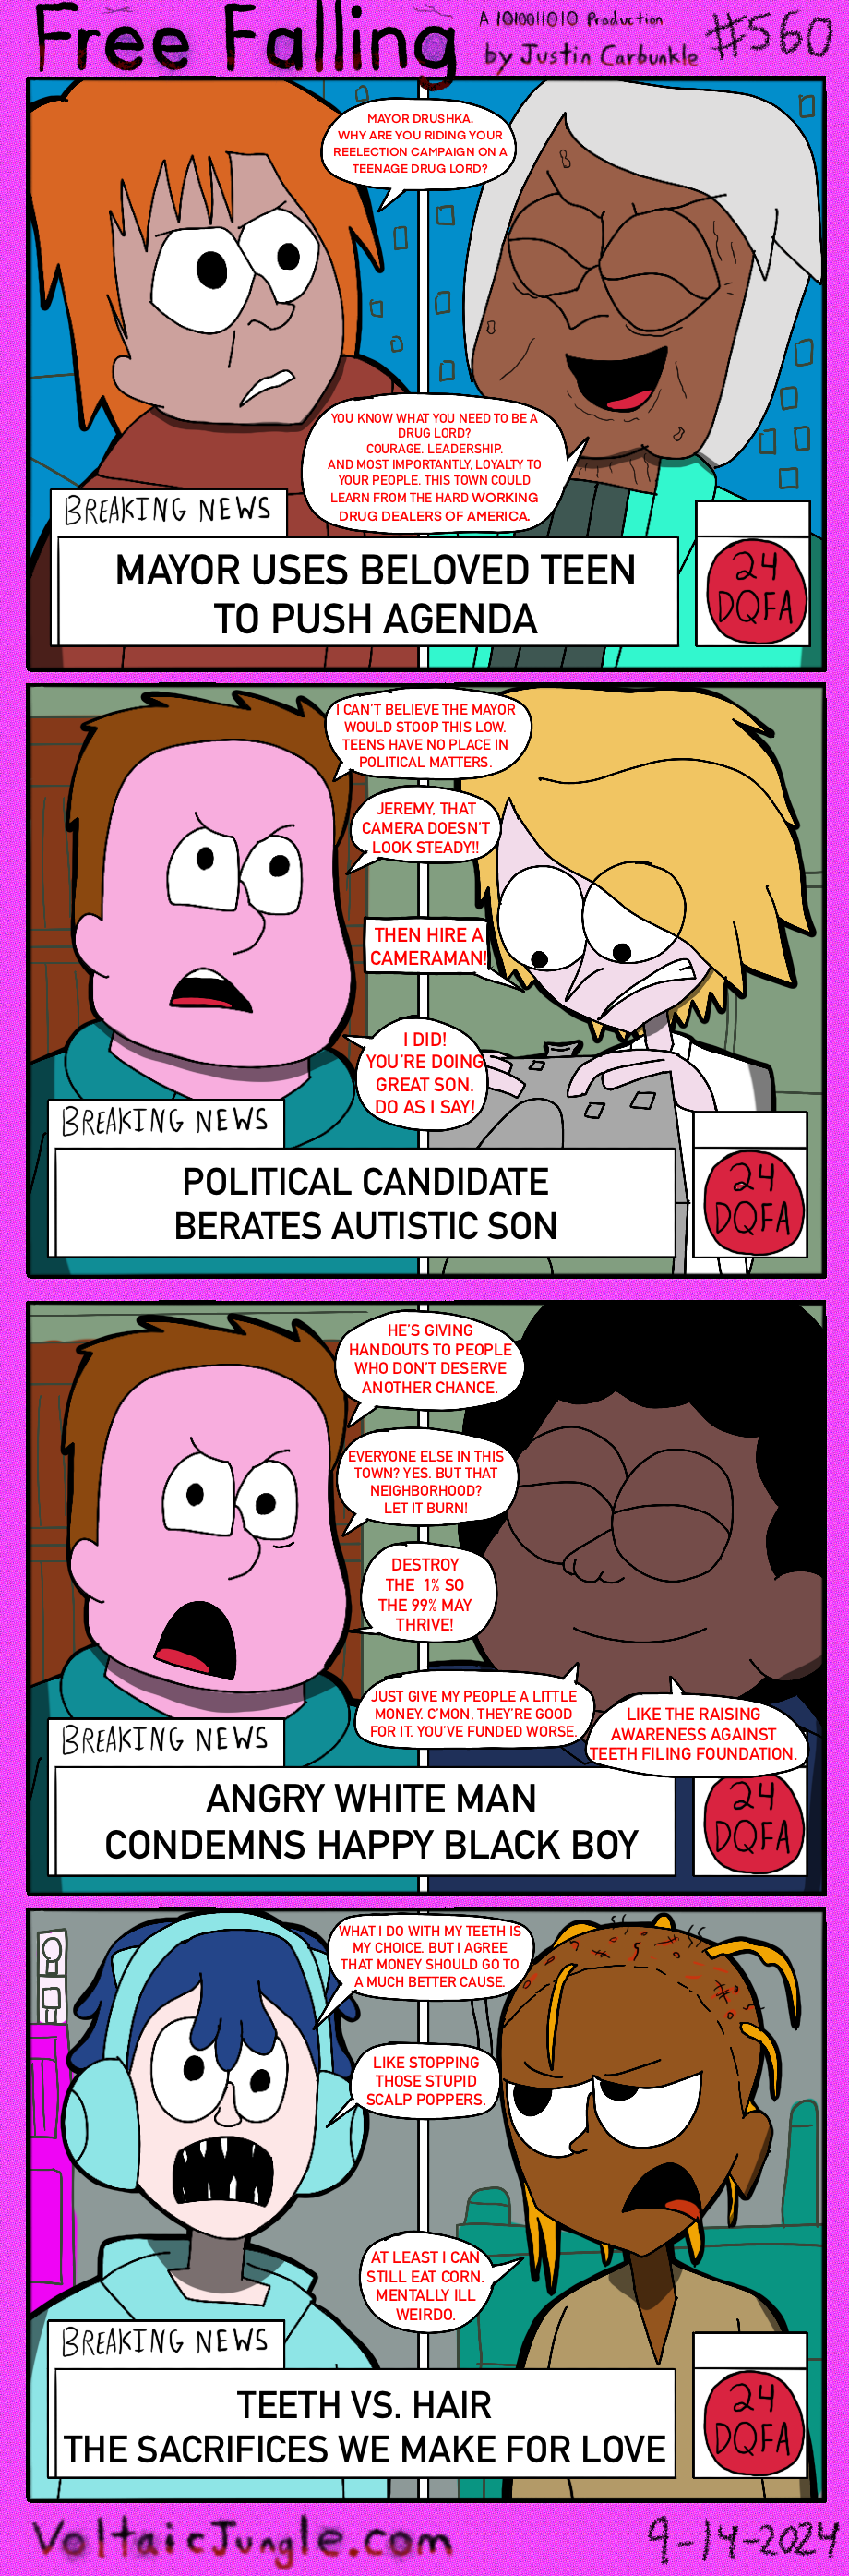 Free Falling
A 1010011010 Production
by Justin Carbunkle
#560
MAYOR DRUSHKA.
WHY ARE YOU RIDING YOUR
REELECTION CAMPAIGN ON A
TEENAGE DRUG LORD?
YOU KNOW WHAT YOU NEED TO BE A
DRUG LORD?
COURAGE. LEADERSHIP.
AND MOST IMPORTANTLY, LOYALTY TO
YOUR PEOPLE. THIS TOWN COULD
LEARN FROM THE HARD WORKING
DRUG DEALERS OF AMERICA.
BREAKING NEWS
MAYOR USES BELOVED TEEN
TO PUSH AGENDA
24
DQFA
I CAN'T BELIEVE THE MAYOR
WOULD STOOP THIS LOW.
TEENS HAVE NO PLACE IN
POLITICAL MATTERS.
JEREMY, THAT
CAMERA DOESN'T
LOOK STEADY!!
THEN HIRE A
CAMERAMAN!
I DID!
YOU'RE DOING
GREAT SON.
DO AS I SAY!
BREAKING NEWS
POLITICAL CANDIDATE
BERATES AUTISTIC SON
24
DQFA
HE'S GIVING
HANDOUTS TO PEOPLE
WHO DON'T DESERVE
ANOTHER CHANCE.
EVERYONE ELSE IN THIS
TOWN? YES. BUT THAT
NEIGHBORHOOD?
LET IT BURN!
DESTROY
THE 1% SO
THE 99% MAY
THRIVE!
JUST GIVE MY PEOPLE A LITTLE
MONEY. C'MON, THEY'RE GOOD
FOR IT. YOU'VE FUNDED WORSE.
LIKE THE RAISING
AWARENESS AGAINST
TEETH FILING FOUNDATION.
BREAKING NEWS
ANGRY WHITE MAN
CONDEMNS HAPPY BLACK BOY
24
DQFA
WHAT I DO WITH MY TEETH IS
MY CHOICE. BUT I AGREE
THAT MONEY SHOULD GO TO
A MUCH BETTER CAUSE.
LIKE STOPPING
THOSE STUPID
SCALP POPPERS.
AT LEAST I CAN
STILL EAT CORN.
MENTALLY ILL
WEIRDO.
BREAKING NEWS
TEETH VS. HAIR
THE SACRIFICES WE MAKE FOR LOVE
24
DQFA
VoltaicJungle.com
9-14-2024